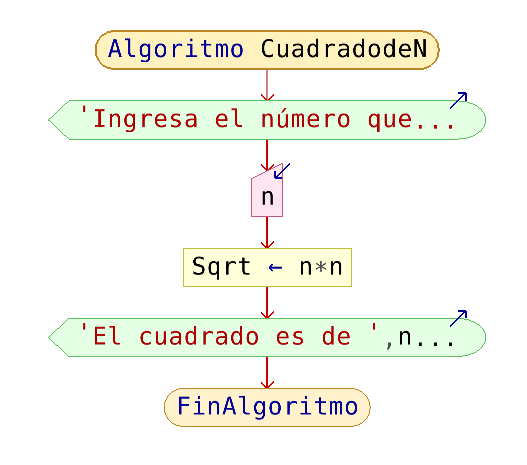 Algoritmo CuadradodeN
'Ingresa el número que...
n
Sqrt ← n*n
'El cuadrado es de ',n...
FinAlgoritmo